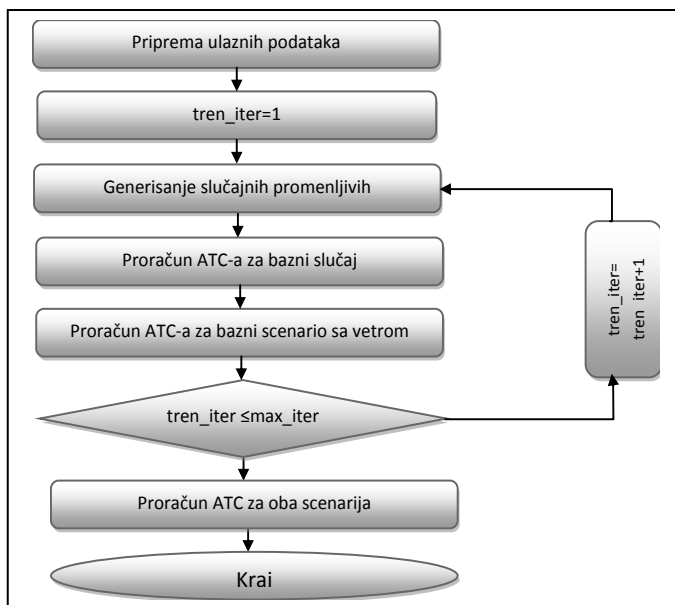 Priprema ulaznih podataka
tren_iter=1
Generisanje slučajnih promenljivih
Proračun ATC-a za bazni slučaj
Proračun ATC-a za bazni scenario sa vetrom
tren_iter ≤max_iter
tren_iter=
tren_iter+1
Proračun ATC za oba scenarija
Kraj